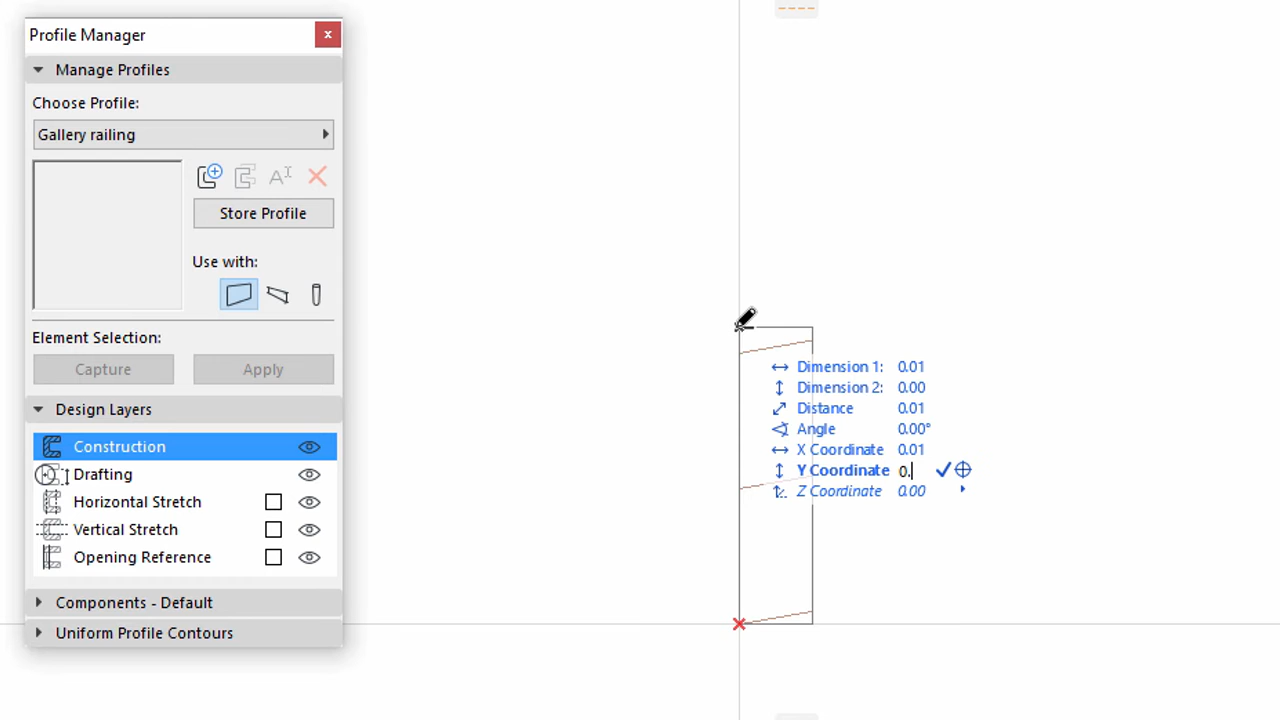 Profile Manager
x
Manage Profiles
Choose Profile:
Gallery railing
Store Profile
Use with:
Element Selection:
Capture
Apply
Design Layers
Construction
Drafting
Horizontal Stretch
Vertical Stretch
Opening Reference
Components - Default
Uniform Profile Contours
Dimension 1: 0.01
Dimension 2: 0.00
Distance 0.01
Angle 0.00°
X Coordinate 0.01
Y Coordinate 0.
Z Coordinate 0.00